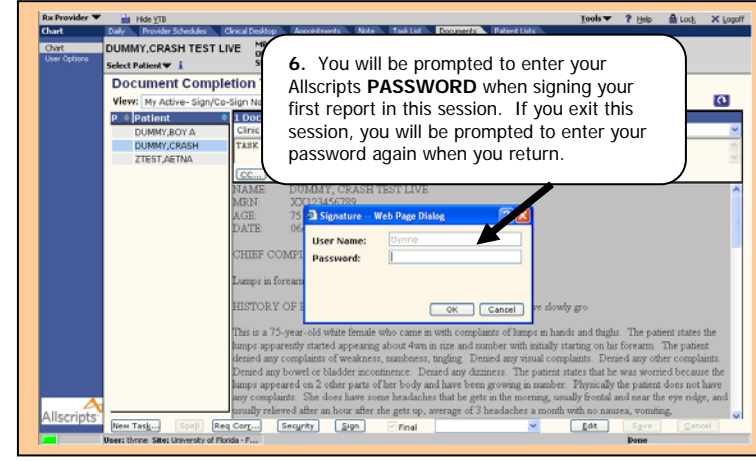 Rx Provider Hide VTB Tools Help Lock Logoff
Chart Daily Provider Schedules Clinical Desktop Appointments Note Task List Documents Patient Lists
Chart
User Options
DUMMY,CRASH TEST LIVE
Select Patient i
Document Completion
View: My Active- Sign/Co-Sign No
P Patient
DUMMY,BOY A
DUMMY,CRASH
ZTEST,AETNA
1 Doc
Clinic
TASK
CC...
6. You will be prompted to enter your
Allscripts PASSWORD when signing your
first report in this session. If you exit this
session, you will be prompted to enter your
password again when you return.
NAME: DUMMY, CRASH TEST LIVE
MRN: XX123456789
AGE: 75
DATE: 06
CHIEF COMPL
Lumps in forearm
HISTORY OF P
e slowly gro
Signature -- Web Page Dialog
User Name: tlynne
Password:
OK Cancel
This is a 75-year-old white female who came in with complaints of lumps in hands and thighs. The patient states the
lumps apparently started appearing about 4wn in size and number with initially starting on his forearm. The patient
denied any complaints of weakness, numbness, tingling. Denied any visual complaints. Denied any other complaints.
Denied any bowel or bladder incontinence. Denied any dizziness. The patient states that he was worried because the
lumps appeared on 2 other parts of her body and have been growing in number. Physically the patient does not have
any complaints. She does have some headaches that he gets in the morning, usually frontal and near the eye ridge, and
usually relieved after an hour after she gets up, average of 3 headaches a month with no nausea, vomiting,
Allscripts
New Task... Spell Req Corr... Security Sign Final Edit Save Cancel
User: tlynne Site: University of Florida - F... Done